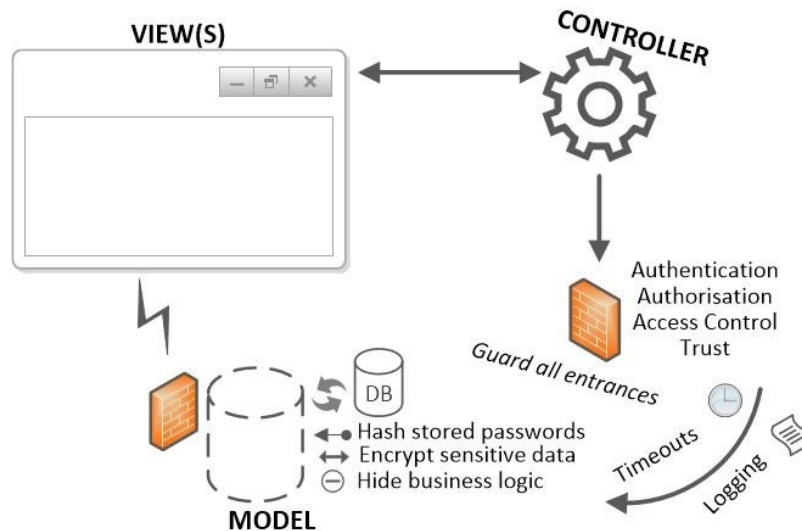 VIEW(S)
CONTROLLER
Authentication
Authorisation
Access Control
Trust
Guard all entrances
DB
Hash stored passwords
Encrypt sensitive data
Hide business logic
Timeouts
Logging
MODEL